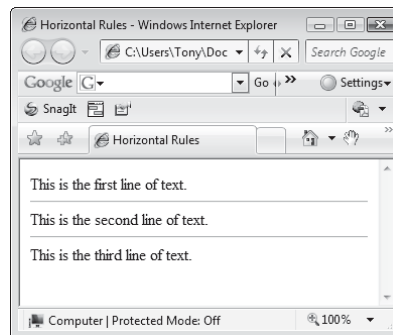 Horizontal Rules - Windows Internet Explorer
C:\Users\Tony\Doc
Search Google
Google G Go »
Settings
SnagIt
Horizontal Rules
»
This is the first line of text.
This is the second line of text.
This is the third line of text.
Computer | Protected Mode: Off
100%